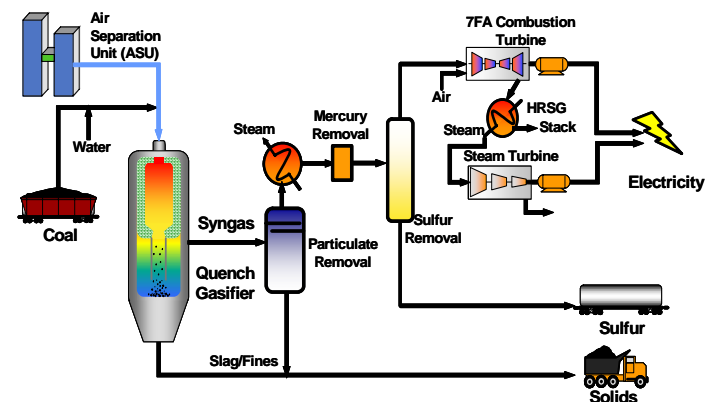 Air
Separation
Unit (ASU)
7FA Combustion
Turbine
Air
Water
Mercury
Removal
Steam
HRSG
Steam
Stack
Steam Turbine
Electricity
Coal
Syngas
Sulfur
Removal
Particulate
Removal
Quench
Gasifier
Sulfur
Slag/Fines
Solids